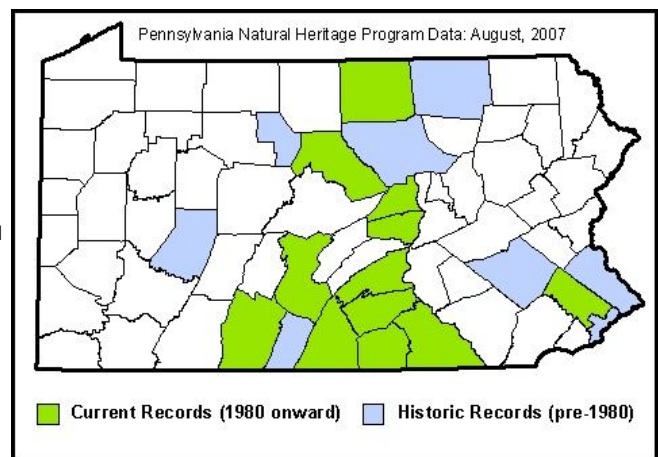 Pennsylvania Natural Heritage Program Data: August, 2007
Current Records (1980 onward) Historic Records (pre-1980)